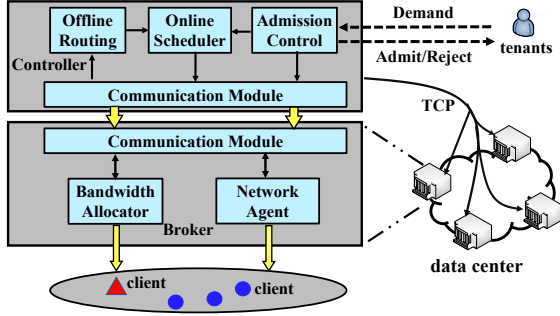 Offline
Routing
Online
Scheduler
Admission
Control
Demand
Admit/Reject
tenants
Controller
Communication Module
TCP
Communication Module
Bandwidth
Allocator
Network
Agent
Broker
data center
client
client